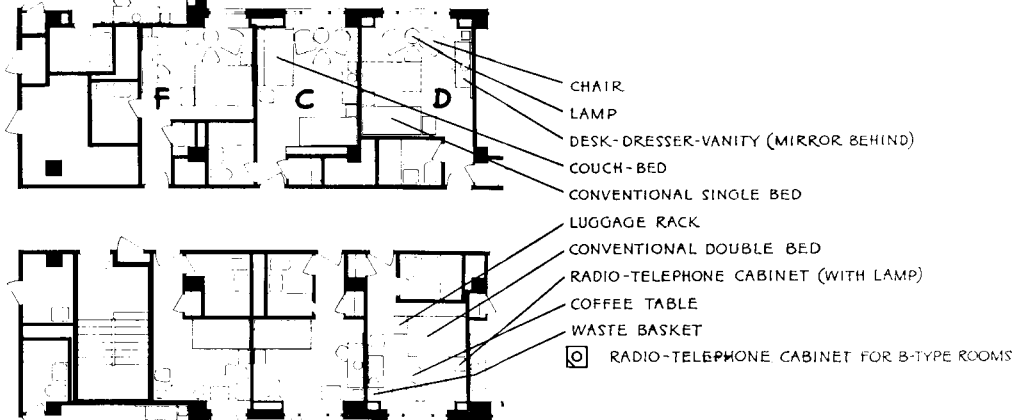 F
C
D
CHAIR
LAMP
DESK-DRESSER-VANITY (MIRROR BEHIND)
COUCH-BED
CONVENTIONAL SINGLE BED
LUGGAGE RACK
CONVENTIONAL DOUBLE BED
RADIO-TELEPHONE CABINET (WITH LAMP)
COFFEE TABLE
WASTE BASKET
RADIO-TELEPHONE CABINET FOR B-TYPE ROOMS